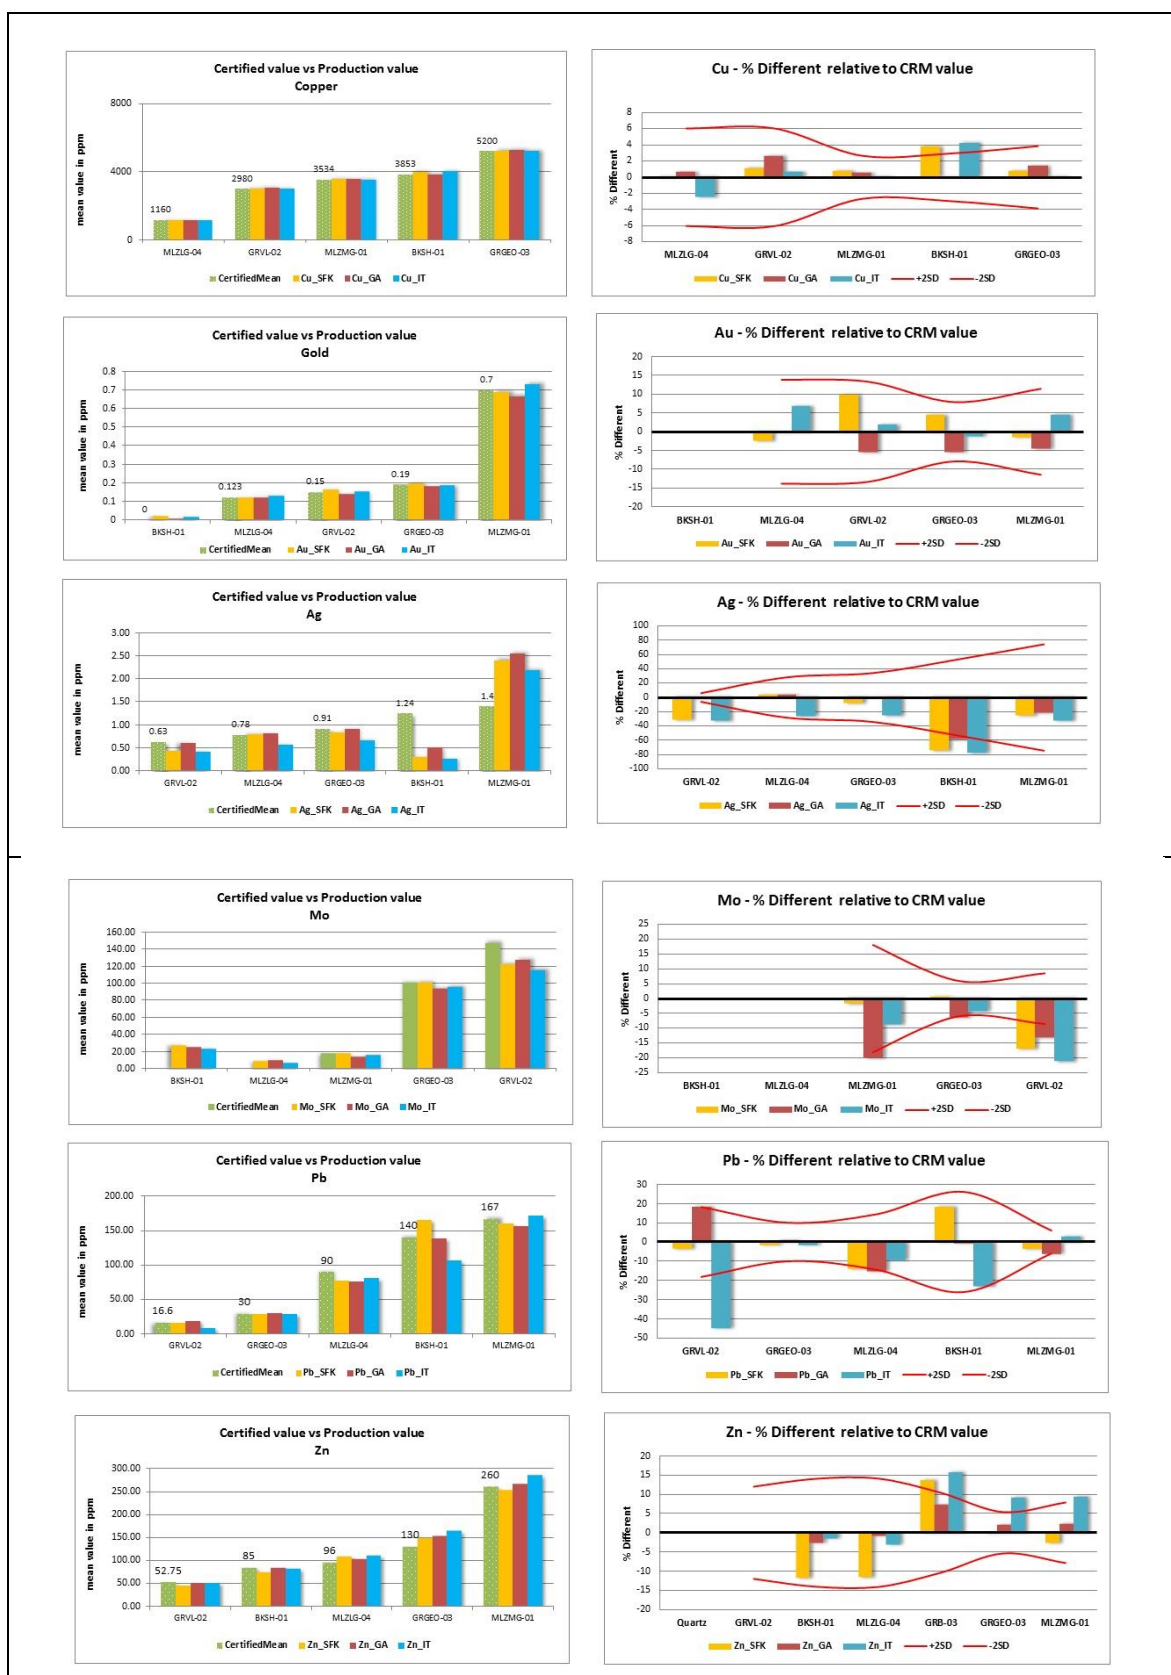 Certified value vs Production value
Copper
mean value in ppm
8000
4000
0
1160
2980
3534
3853
5200
MLZLG-04 GRVL-02 MLZMG-01 BKSH-01 GRGEO-03
CertifiedMean Cu_SFK Cu_GA Cu_IT
Cu - % Different relative to CRM value
% Different
8
6
4
2
0
-2
-4
-6
-8
MLZLG-04 GRVL-02 MLZMG-01 BKSH-01 GRGEO-03
Cu_SFK Cu_GA Cu_IT +2SD -2SD
Certified value vs Production value
Gold
mean value in ppm
0.8
0.7
0.6
0.5
0.4
0.3
0.2
0.1
0
0
0.123
0.15
0.19
0.7
BKSH-01 MLZLG-04 GRVL-02 GRGEO-03 MLZMG-01
CertifiedMean Au_SFK Au_GA Au_IT
Au - % Different relative to CRM value
% Different
20
15
10
5
0
-5
-10
-15
-20
BKSH-01 MLZLG-04 GRVL-02 GRGEO-03 MLZMG-01
Au_SFK Au_GA Au_IT +2SD -2SD
Certified value vs Production value
Ag
mean value in ppm
3.00
2.50
2.00
1.50
1.00
0.50
0.00
0.63
0.78
0.91
1.24
1.4
GRVL-02 MLZLG-04 GRGEO-03 BKSH-01 MLZMG-01
CertifiedMean Ag_SFK Ag_GA Ag_IT
Ag - % Different relative to CRM value
% Different
100
80
60
40
20
0
-20
-40
-60
-80
-100
GRVL-02 MLZLG-04 GRGEO-03 BKSH-01 MLZMG-01
Ag_SFK Ag_GA Ag_IT +2SD -2SD
Certified value vs Production value
Mo
mean value in ppm
160.00
140.00
120.00
100.00
80.00
60.00
40.00
20.00
0.00
BKSH-01 MLZLG-04 MLZMG-01 GRGEO-03 GRVL-02
CertifiedMean Mo_SFK Mo_GA Mo_IT
Mo - % Different relative to CRM value
% Different
25
20
15
10
5
0
-5
-10
-15
-20
-25
BKSH-01 MLZLG-04 MLZMG-01 GRGEO-03 GRVL-02
Mo_SFK Mo_GA Mo_IT +2SD -2SD
Certified value vs Production value
Pb
mean value in ppm
200.00
150.00
100.00
50.00
0.00
16.6
30
90
140
167
GRVL-02 GRGEO-03 MLZLG-04 BKSH-01 MLZMG-01
CertifiedMean Pb_SFK Pb_GA Pb_IT
Pb - % Different relative to CRM value
% Different
30
20
10
0
-10
-20
-30
-40
-50
GRVL-02 GRGEO-03 MLZLG-04 BKSH-01 MLZMG-01
Pb_SFK Pb_GA Pb_IT +2SD -2SD
Certified value vs Production value
Zn
mean value in ppm
300.00
250.00
200.00
150.00
100.00
50.00
0.00
52.75
85
96
130
260
GRVL-02 BKSH-01 MLZLG-04 GRGEO-03 MLZMG-01
CertifiedMean Zn_SFK Zn_GA Zn_IT
Zn - % Different relative to CRM value
% Different
20
15
10
5
0
-5
-10
-15
-20
Quartz GRVL-02 BKSH-01 MLZLG-04 GRB-03 GRGEO-03 MLZMG-01
Zn_SFK Zn_GA Zn_IT +2SD -2SD